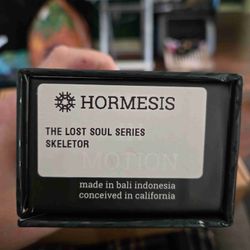 HORMESIS
THE LOST SOUL SERIES
SKELETOR
MOTION
made in bali indonesia
conceived in california